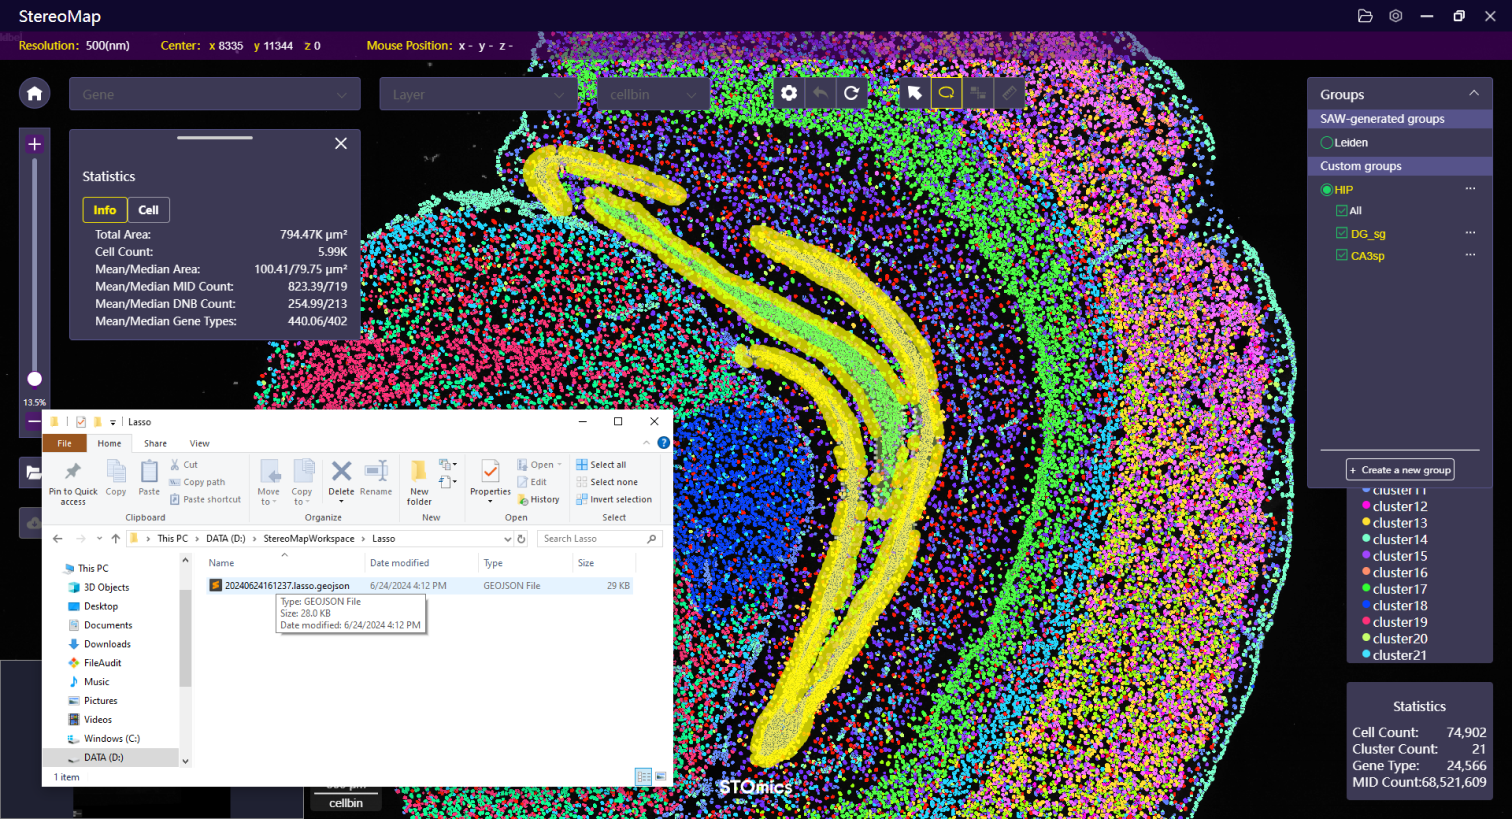 StereoMap
Resolution: 500(nm) Center: x 8335 y 11344 z 0 Mouse Position: x - y - z -
Gene
Layer
cellbin
Statistics
Info Cell
Total Area: 794.47K µm²
Cell Count: 5.99K
Mean/Median Area: 100.41/79.75 µm²
Mean/Median MID Count: 823.39/719
Mean/Median DNB Count: 254.99/213
Mean/Median Gene Types: 440.06/402
13.5%
Groups
SAW-generated groups
Leiden
Custom groups
HIP ...
All
DG_sg ...
CA3sp ...
+ Create a new group
cluster11
cluster12
cluster13
cluster14
cluster15
cluster16
cluster17
cluster18
cluster19
cluster20
cluster21
Statistics
Cell Count: 74,902
Cluster Count: 21
Gene Type: 24,566
MID Count:68,521,609
Lasso
File Home Share View
Pin to Quick access
Copy
Paste
Cut
Copy path
Paste shortcut
Clipboard
Move to
Copy to
Delete
Rename
Organize
New folder
New
Properties
Open
Edit
History
Open
Select all
Select none
Invert selection
Select
This PC > DATA (D:) > StereoMapWorkspace > Lasso
Search Lasso
Name Date modified Type Size
20240624161237.lasso.geojson 6/24/2024 4:12 PM GEOJSON File 29 KB
Type: GEOJSON File
Size: 28.0 KB
Date modified: 6/24/2024 4:12 PM
This PC
3D Objects
Desktop
Documents
Downloads
FileAudit
Music
Pictures
Videos
Windows (C:)
DATA (D:)
1 item
cellbin
STOmics